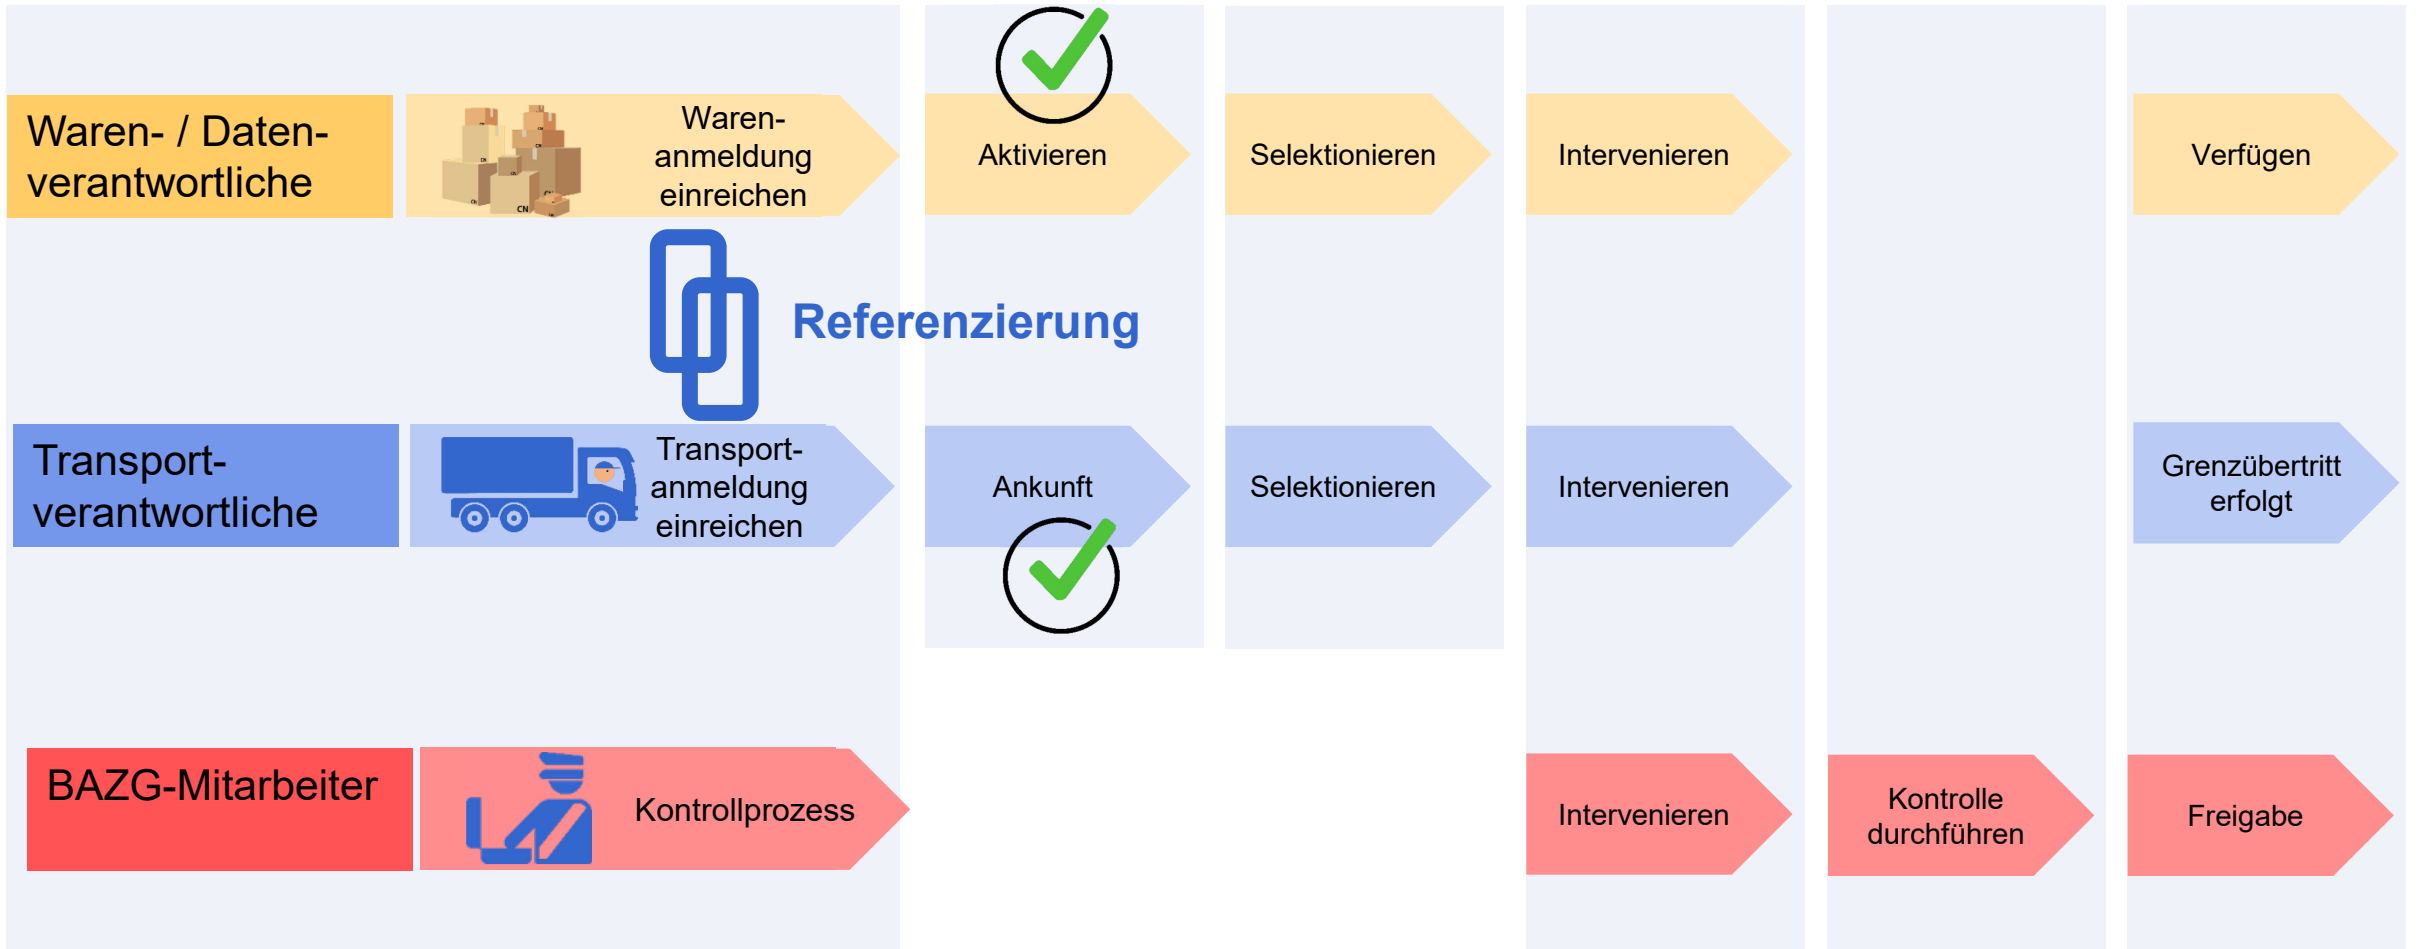 Waren- / Daten-
verantwortliche
Waren-
anmeldung
einreichen
Aktivieren
Selektionieren
Intervenieren
Verfügen
CN
Referenzierung
Transport-
verantwortliche
Transport-
anmeldung
einreichen
Ankunft
Selektionieren
Intervenieren
Grenzübertritt
erfolgt
BAZG-Mitarbeiter
Kontrollprozess
Intervenieren
Kontrolle
durchführen
Freigabe